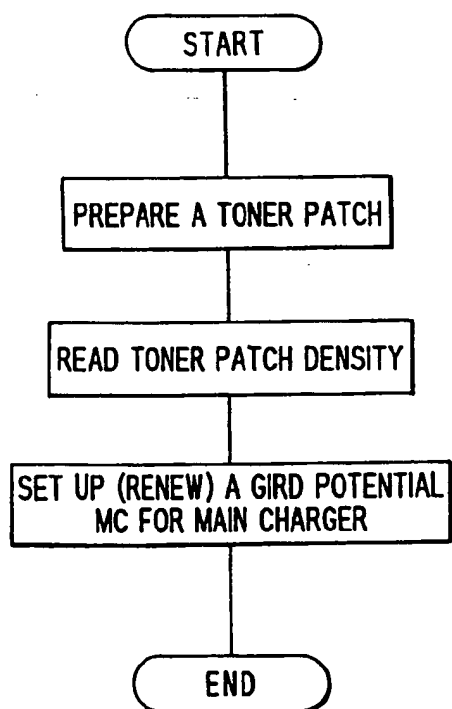 START
PREPARE A TONER PATCH
READ TONER PATCH DENSITY
SET UP (RENEW) A GIRD POTENTIAL
MC FOR MAIN CHARGER
END